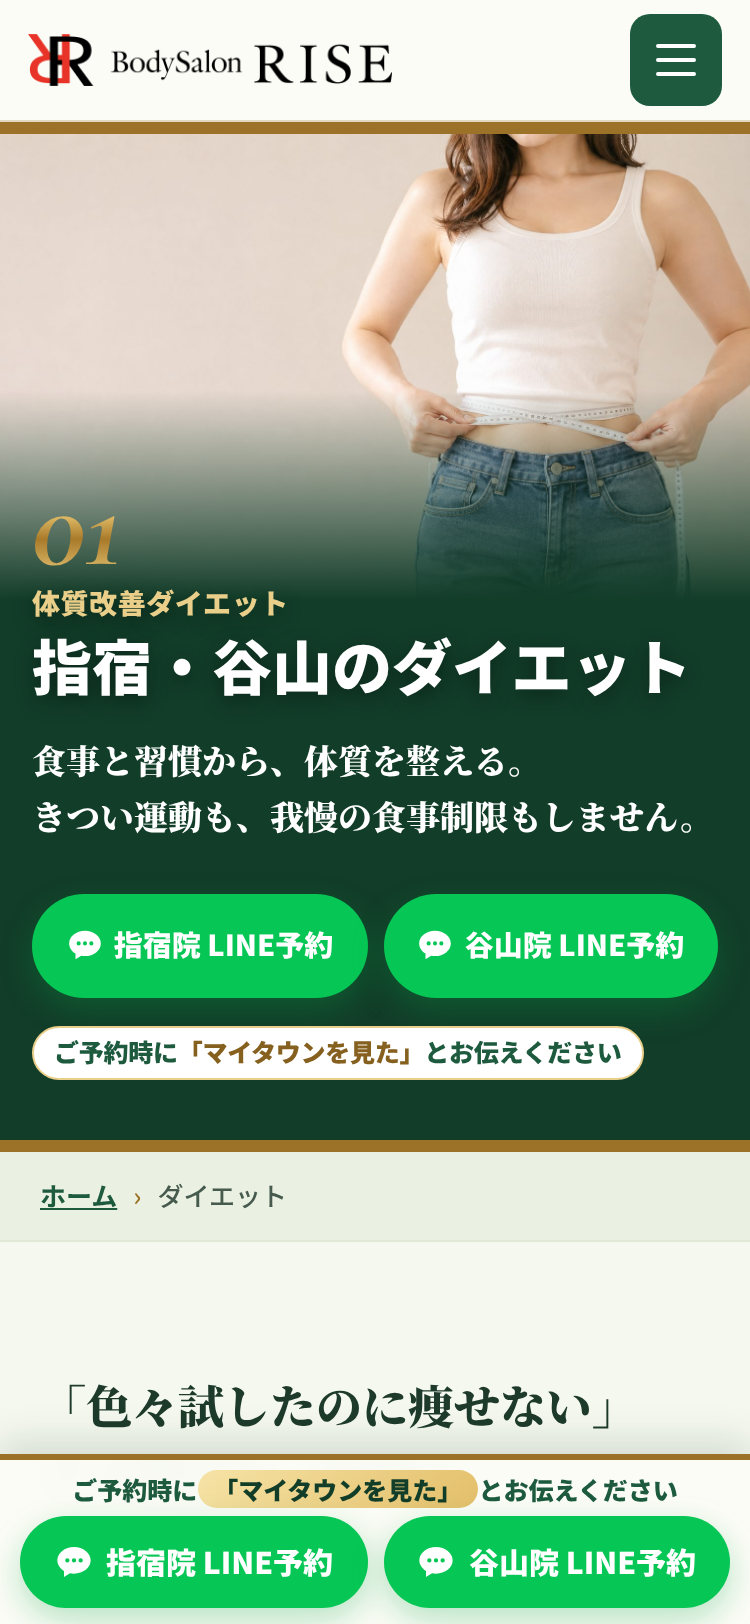 BodySalon RISE
01
体質改善ダイエット
指宿・谷山のダイエット
食事と習慣から、体質を整える。
きつい運動も、我慢の食事制限もしません。
指宿院 LINE予約
谷山院 LINE予約
ご予約時に「マイタウンを見た」とお伝えください
ホーム › ダイエット
「色々試したのに痩せない」
ご予約時に「マイタウンを見た」とお伝えください
指宿院 LINE予約
谷山院 LINE予約